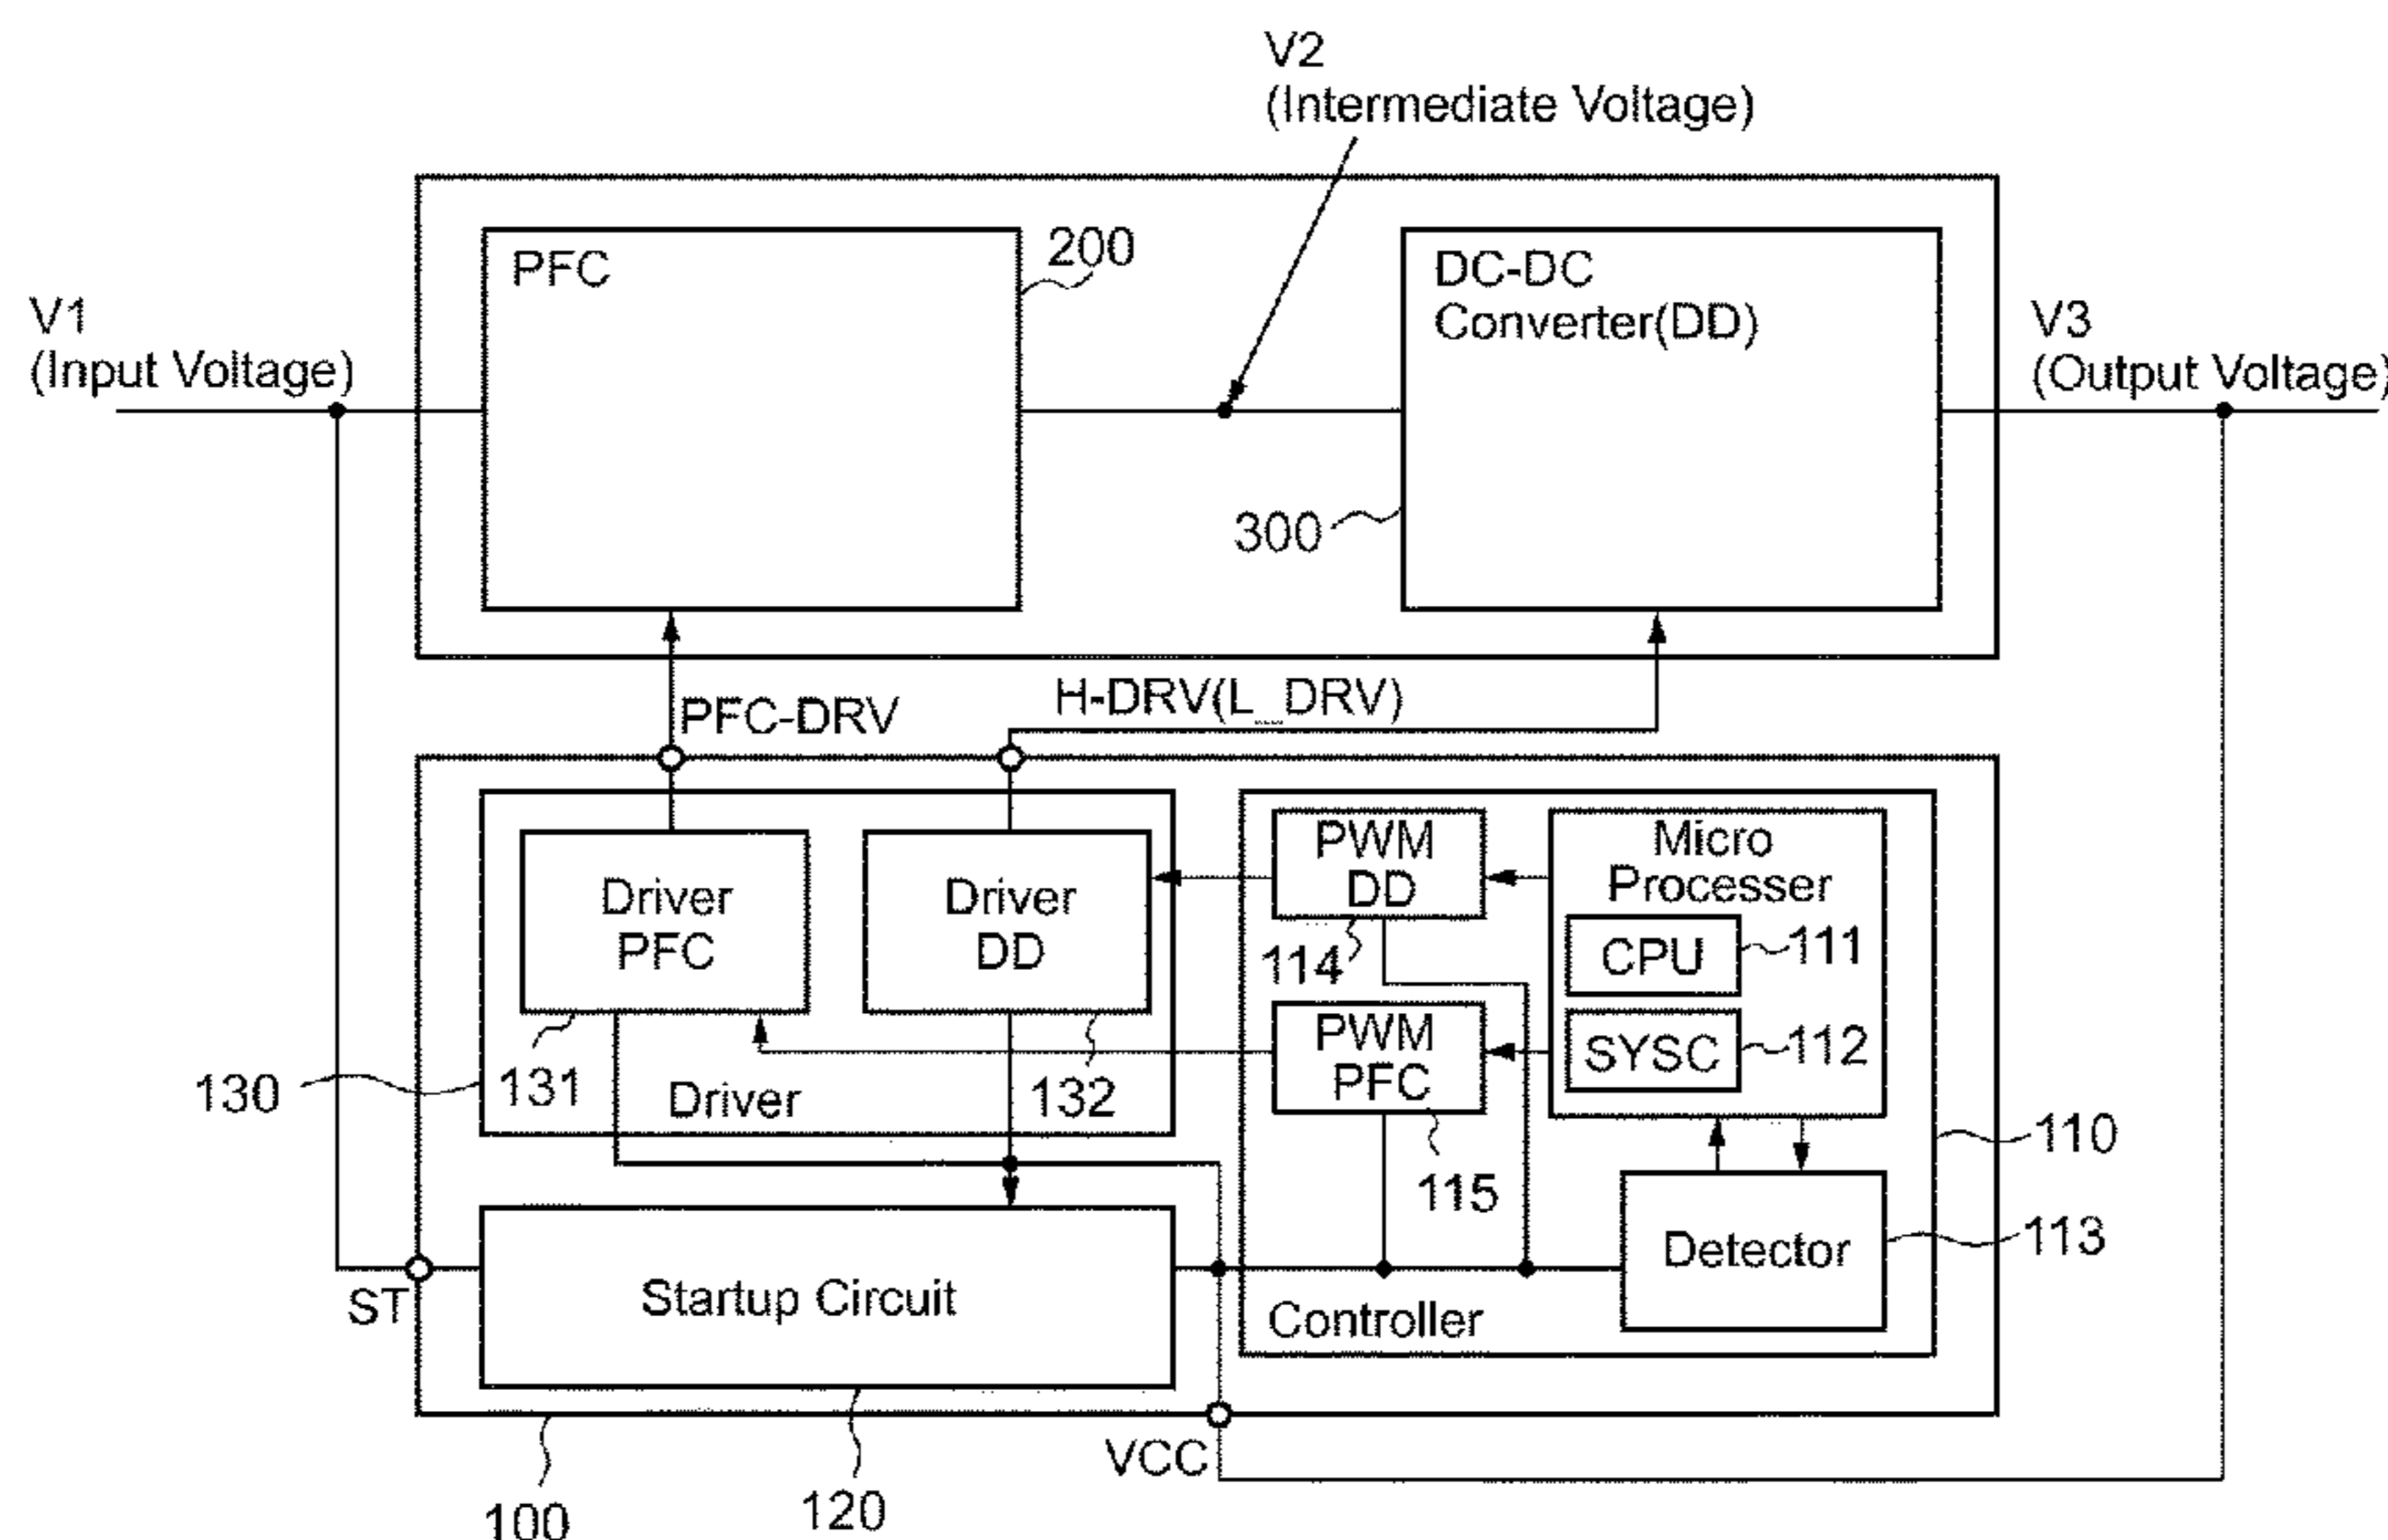 V2
(Intermediate Voltage)
PFC
200
DC-DC
Converter(DD)
V1
(Input Voltage)
V3
(Output Voltage)
300
PFC-DRV
H-DRV(L_DRV)
Driver
PFC
Driver
DD
PWM
DD
Micro
Processer
114
CPU
111
PWM
PFC
SYSC
112
130
131
Driver
132
110
115
Startup Circuit
Detector
113
ST
Controller
VCC
100
120